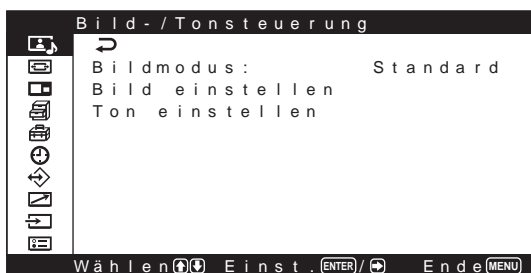 Bild-/Tonsteuerung
Bildmodus: Standard
Bild einstellen
Ton einstellen
Wählen Einst. ENTER / Ende MENU